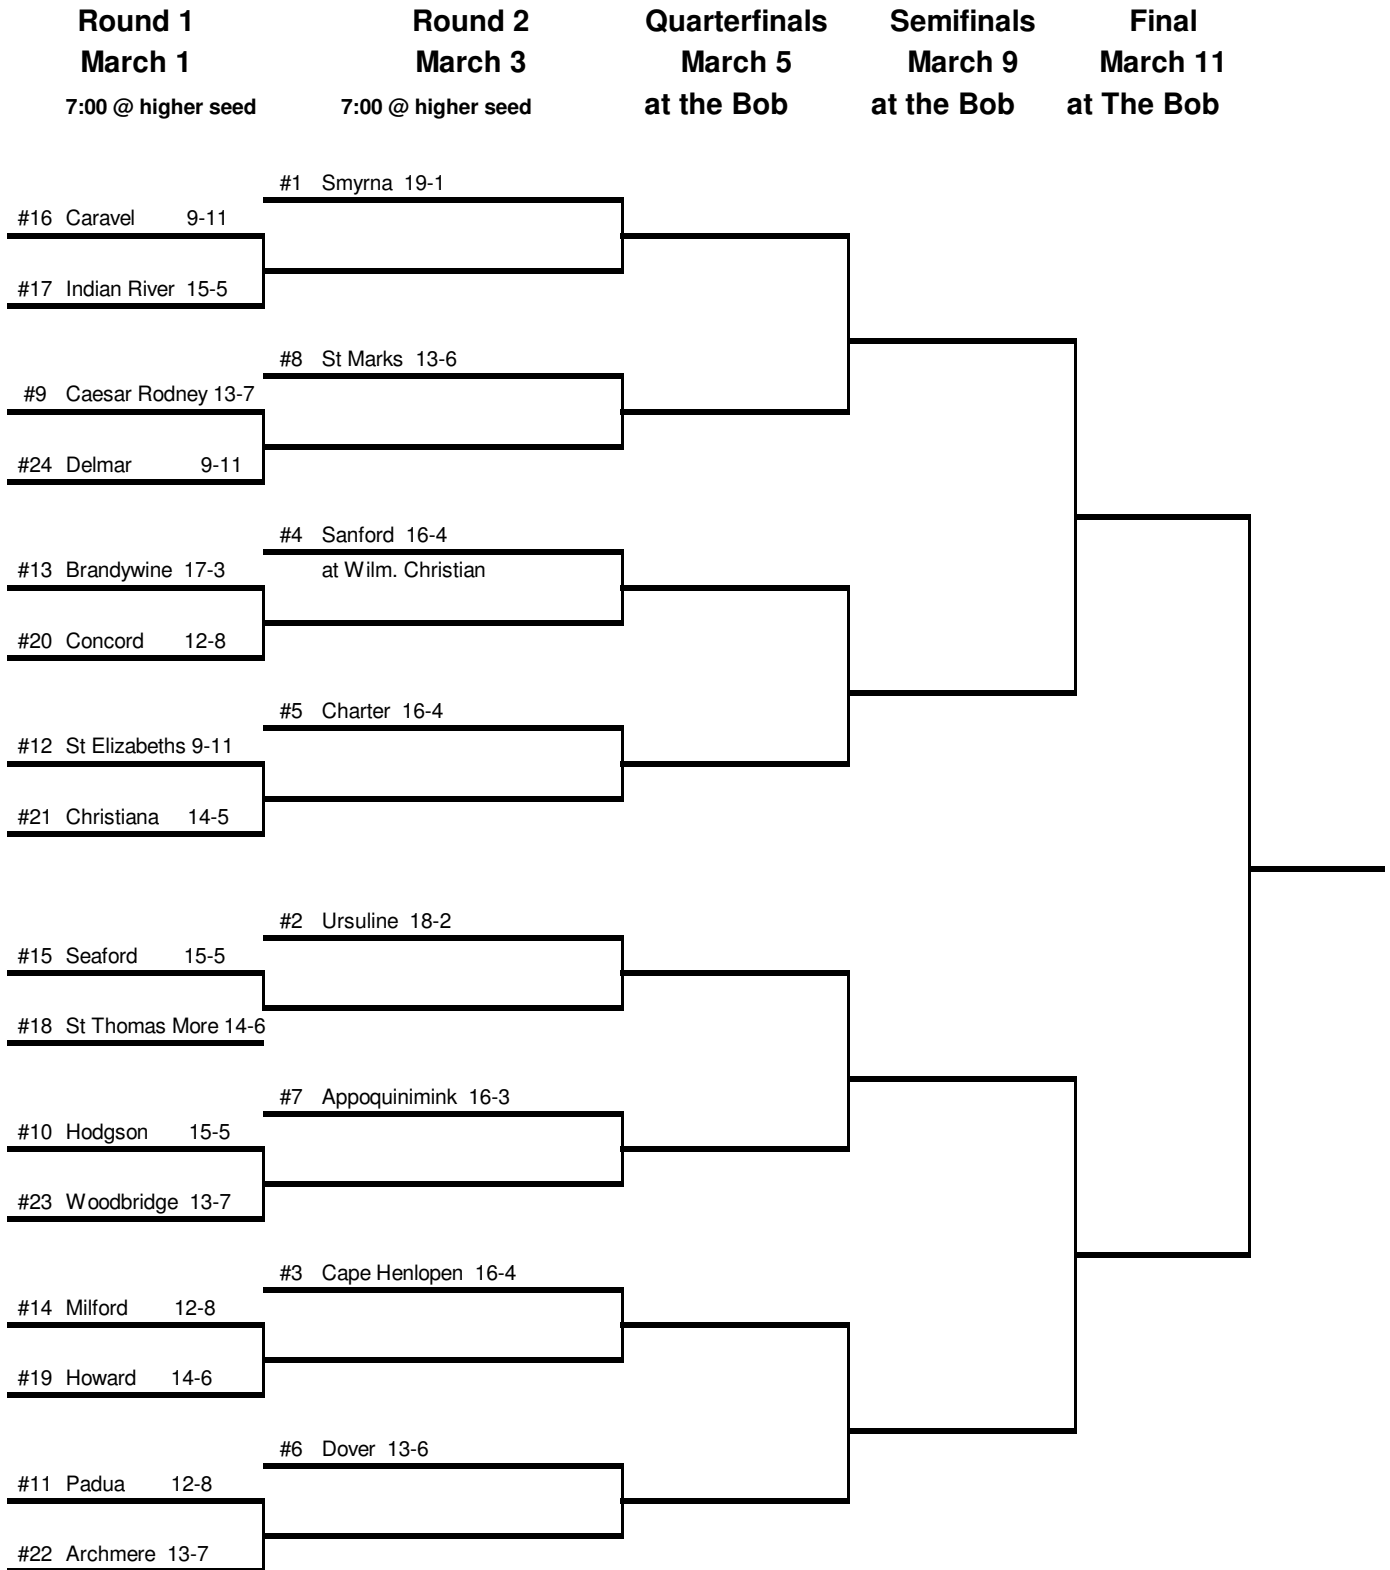 Round 1 Round 2 Quarterfinals Semifinals Final
March 1 March 3 March 5 March 9 March 11
7:00 @ higher seed 7:00 @ higher seed at the Bob at the Bob at The Bob
#1 Smyrna 19-1
#16 Caravel 9-11
#17 Indian River 15-5
#8 St Marks 13-6
#9 Caesar Rodney 13-7
#24 Delmar 9-11
#4 Sanford 16-4
#13 Brandywine 17-3 at Wilm. Christian
#20 Concord 12-8
#5 Charter 16-4
#12 St Elizabeths 9-11
#21 Christiana 14-5
#2 Ursuline 18-2
#15 Seaford 15-5
#18 St Thomas More 14-6
#7 Appoquinimink 16-3
#10 Hodgson 15-5
#23 Woodbridge 13-7
#3 Cape Henlopen 16-4
#14 Milford 12-8
#19 Howard 14-6
#6 Dover 13-6
#11 Padua 12-8
#22 Archmere 13-7